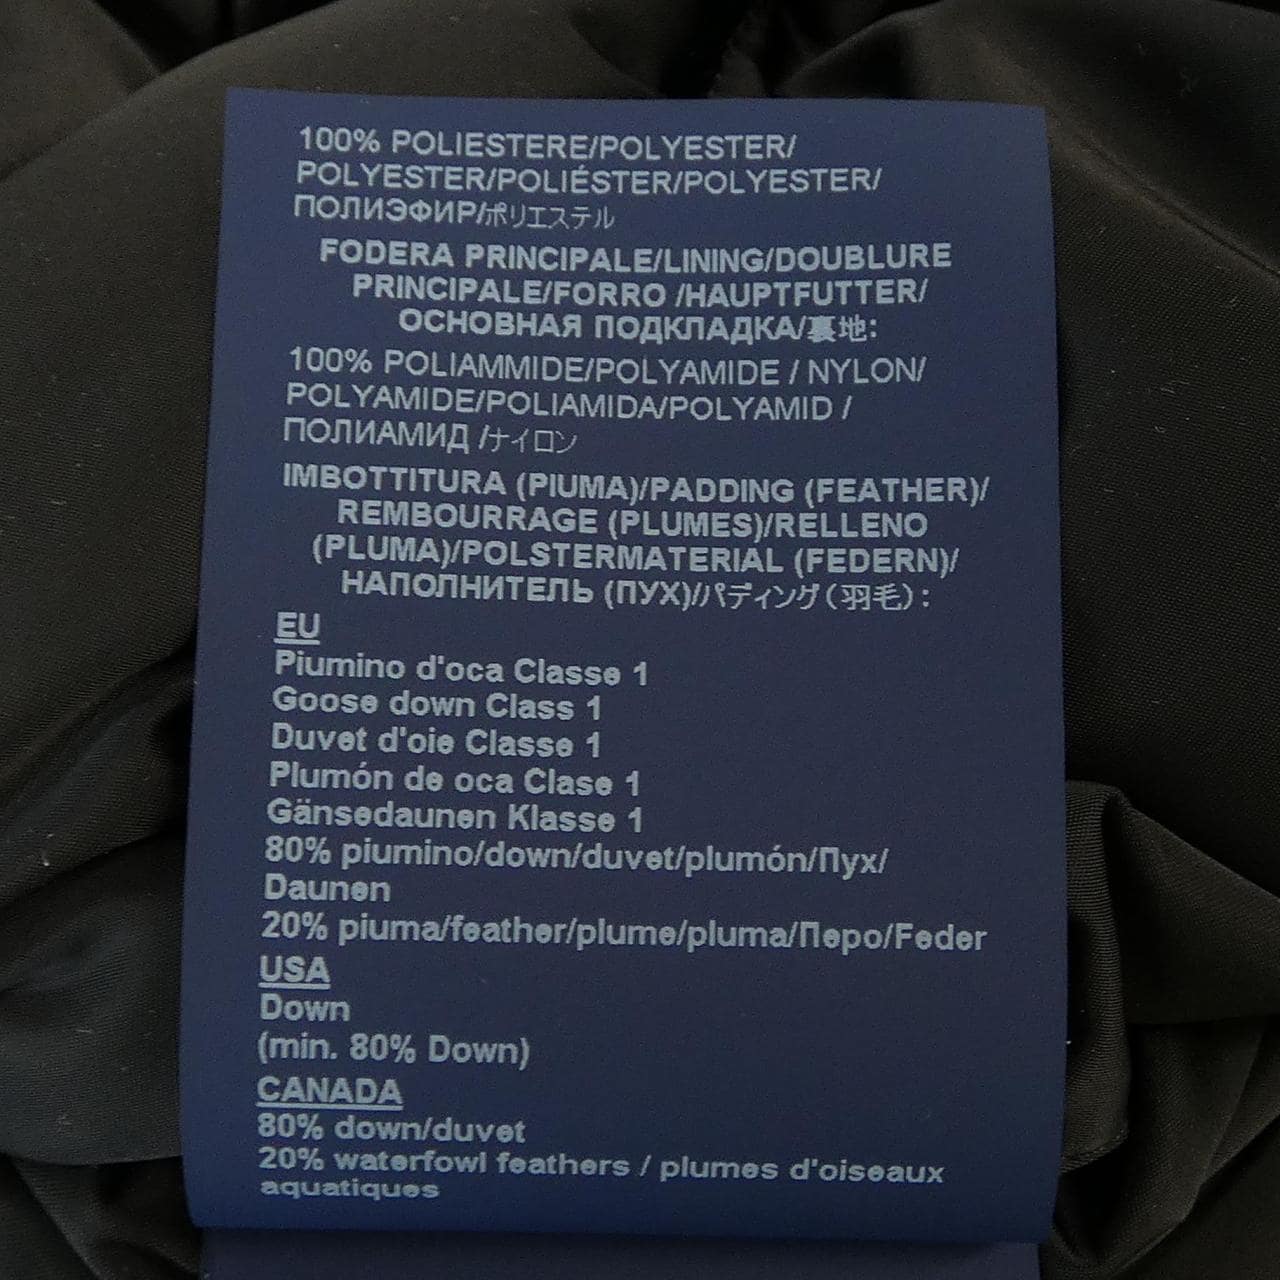 100% POLIESTERE/POLYESTER/
POLYESTER/POLIÉSTER/POLYESTER/
ПОЛИЭФИР/ポリエステル
FODERA PRINCIPALE/LINING/DOUBLURE
PRINCIPALE/FORRO /HAUPTFUTTER/
ОСНОВНАЯ ПОДКЛАДКА/裏地:
100% POLIAMMIDE/POLYAMIDE / NYLON/
POLYAMIDE/POLIAMIDA/POLYAMID /
ПОЛИАМИД /ナイロン
IMBOTTITURA (PIUMA)/PADDING (FEATHER)/
REMBOURRAGE (PLUMES)/RELLENO
(PLUMA)/POLSTERMATERIAL (FEDERN)/
НАПОЛНИТЕЛЬ (ПУХ)//パディング(羽毛):
EU
Piumino d'oca Classe 1
Goose down Class 1
Duvet d'oie Classe 1
Plumón de oca Clase 1
Gänsedaunen Klasse 1
80% piumino/down/duvet/plumón/Пух/
Daunen
20% piuma/feather/plume/pluma/Перо/Feder
USA
Down
(min. 80% Down)
CANADA
80% down/duvet
20% waterfowl feathers / plumes d'oiseaux
aquatiques